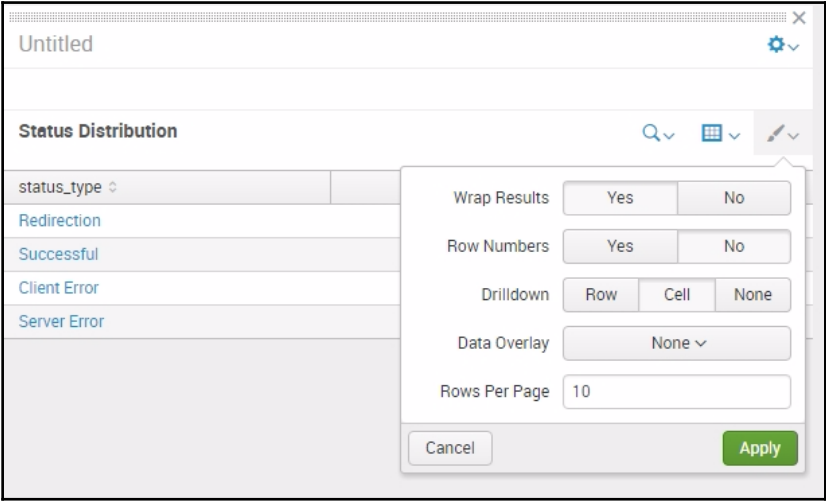 Untitled
Status Distribution
status_type
Redirection
Successful
Client Error
Server Error
Wrap Results Yes No
Row Numbers Yes No
Drilldown Row Cell None
Data Overlay None
Rows Per Page 10
Cancel Apply